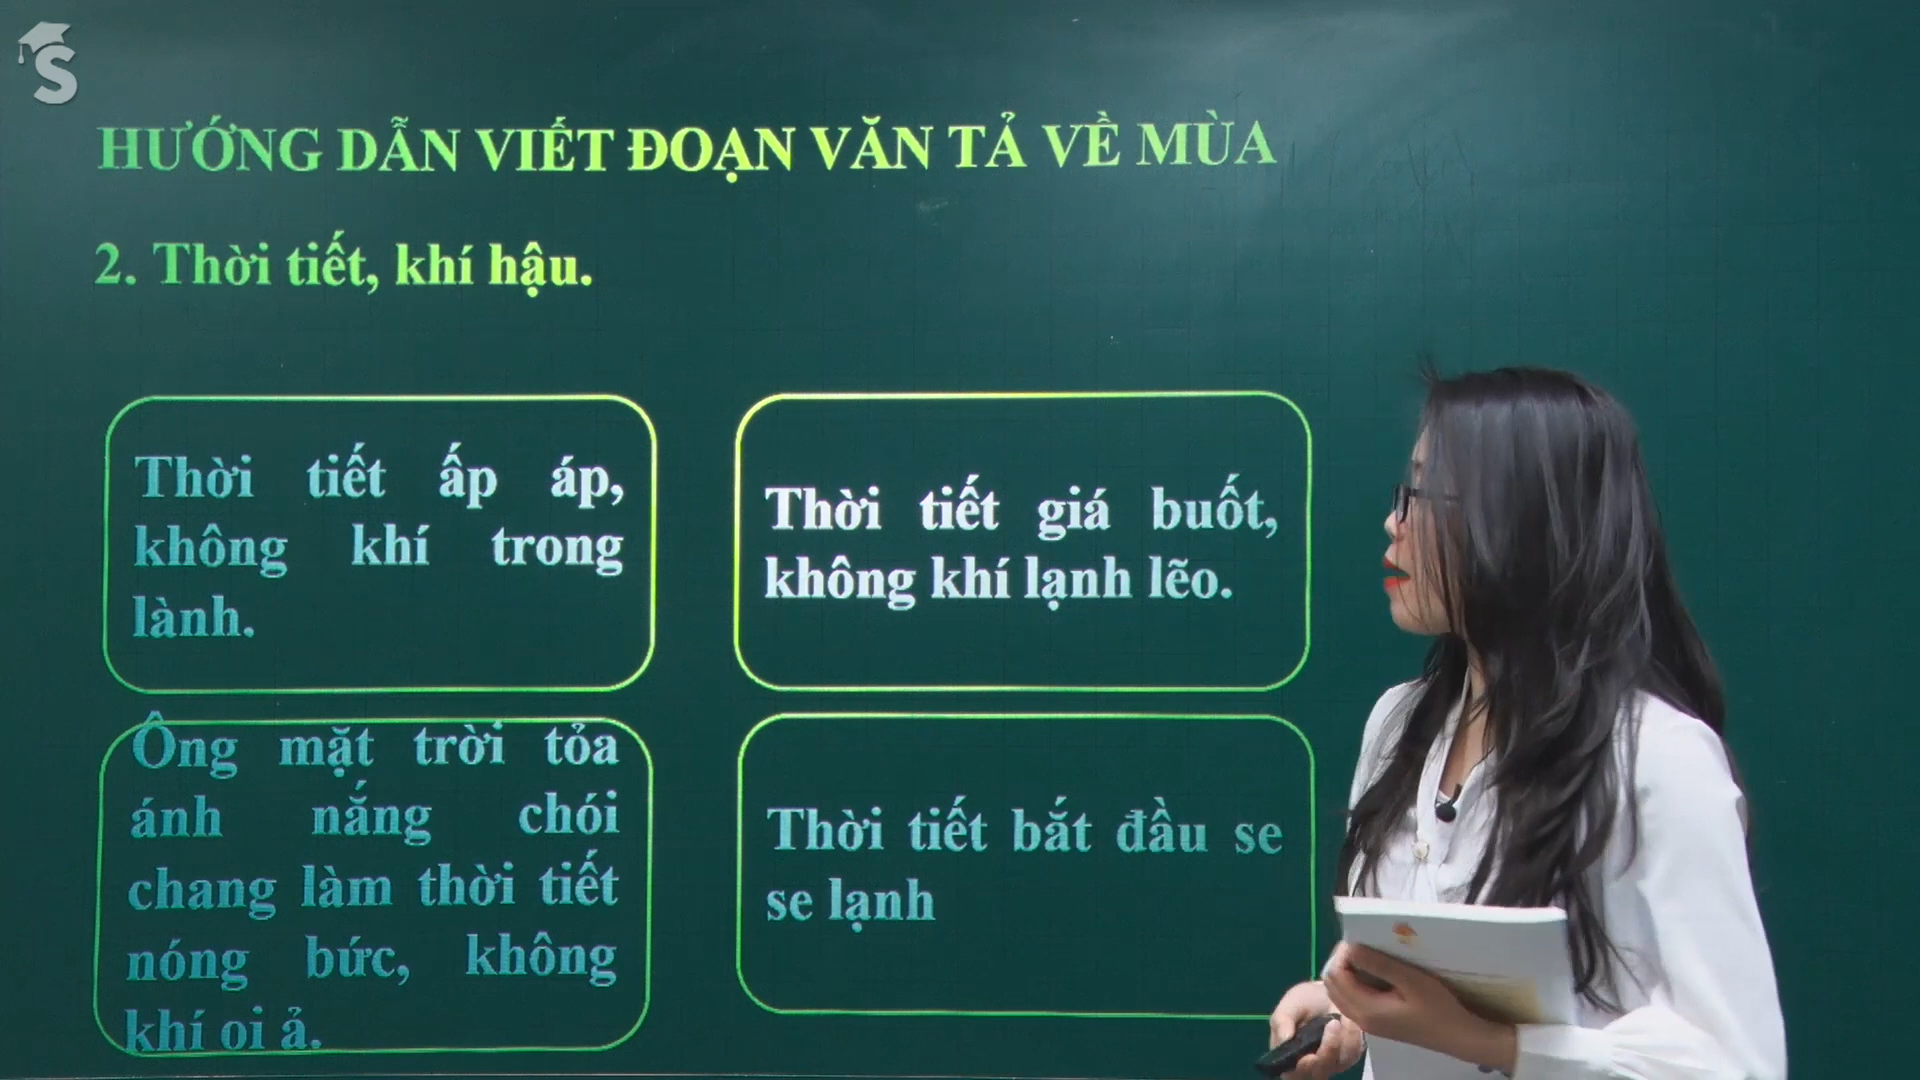 S
HƯỚNG DẪN VIẾT ĐOẠN VĂN TẢ VỀ MÙA
2. Thời tiết, khí hậu.
Thời tiết ấp áp,
không khí trong
lành.
Thời tiết giá buốt,
không khí lạnh lẽo.
Ông mặt trời tỏa
ánh nắng chói
chang làm thời tiết
nóng bức, không
khí oi ả.
Thời tiết bắt đầu se
se lạnh